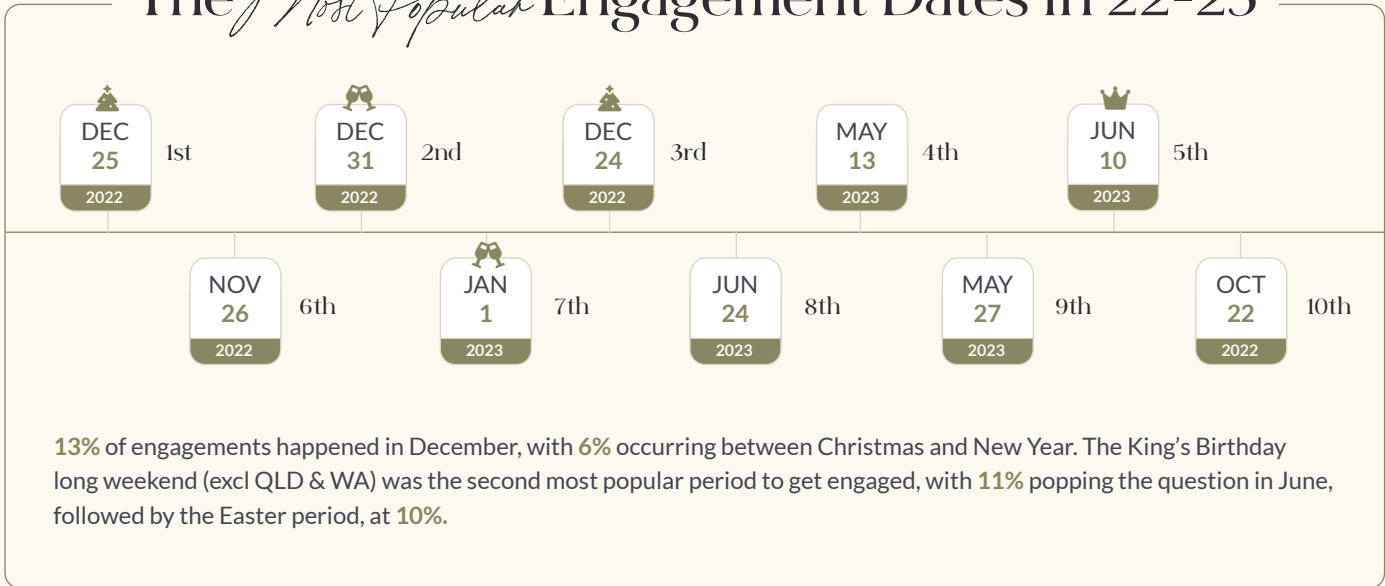 The Most Popular Engagement Dates in 22-23
DEC
25
2022
1st
DEC
31
2022
2nd
DEC
24
2022
3rd
MAY
13
2023
4th
JUN
10
2023
5th
NOV
26
2022
6th
JAN
1
2023
7th
JUN
24
2023
8th
MAY
27
2023
9th
OCT
22
2022
10th
13% of engagements happened in December, with 6% occurring between Christmas and New Year. The King’s Birthday
long weekend (excl QLD & WA) was the second most popular period to get engaged, with 11% popping the question in June,
followed by the Easter period, at 10%.